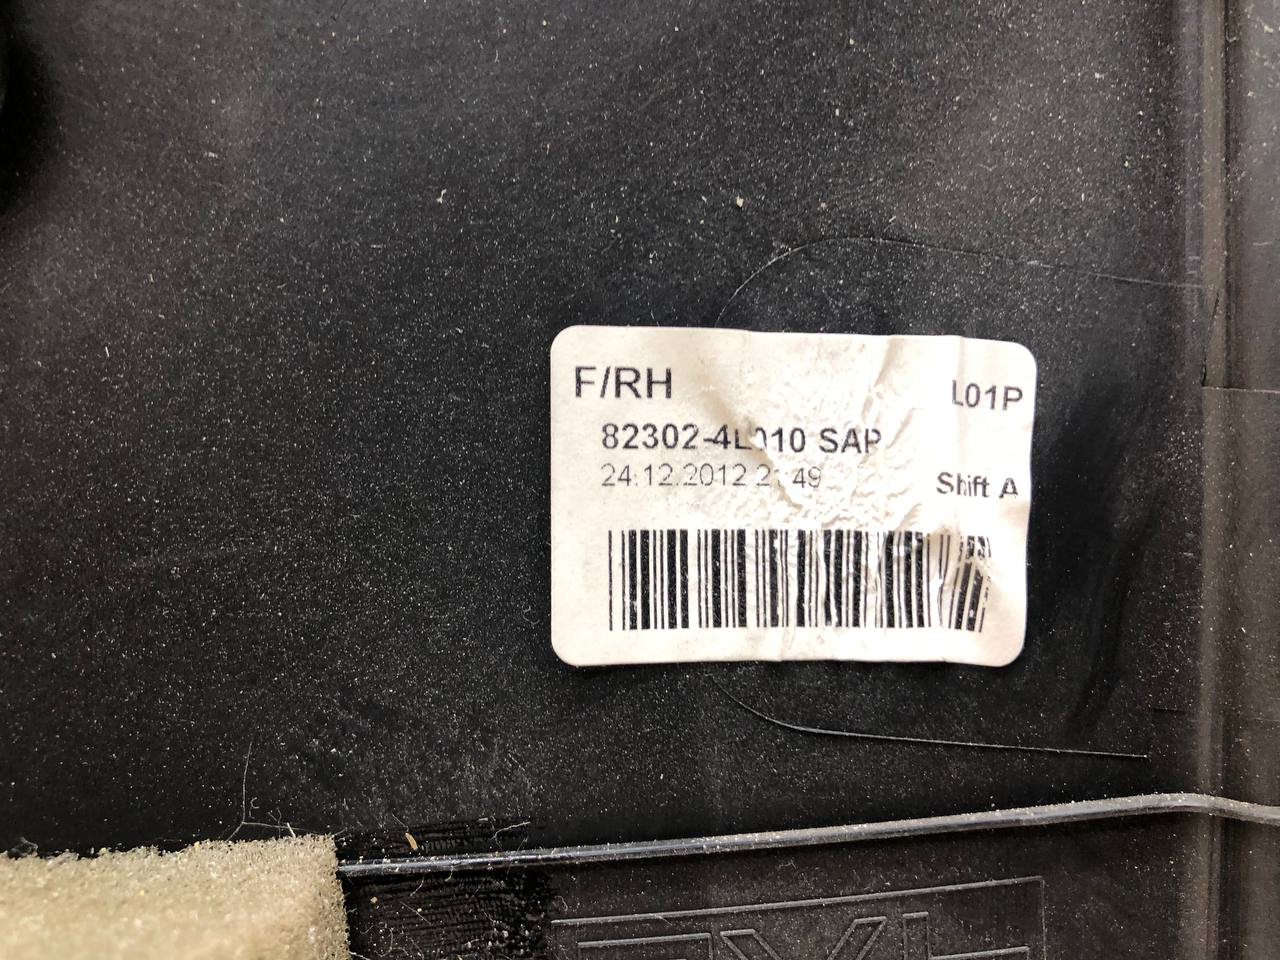 F/RH
L01P
82302-4L010 SAP
24.12.2012 21:49
Shift A